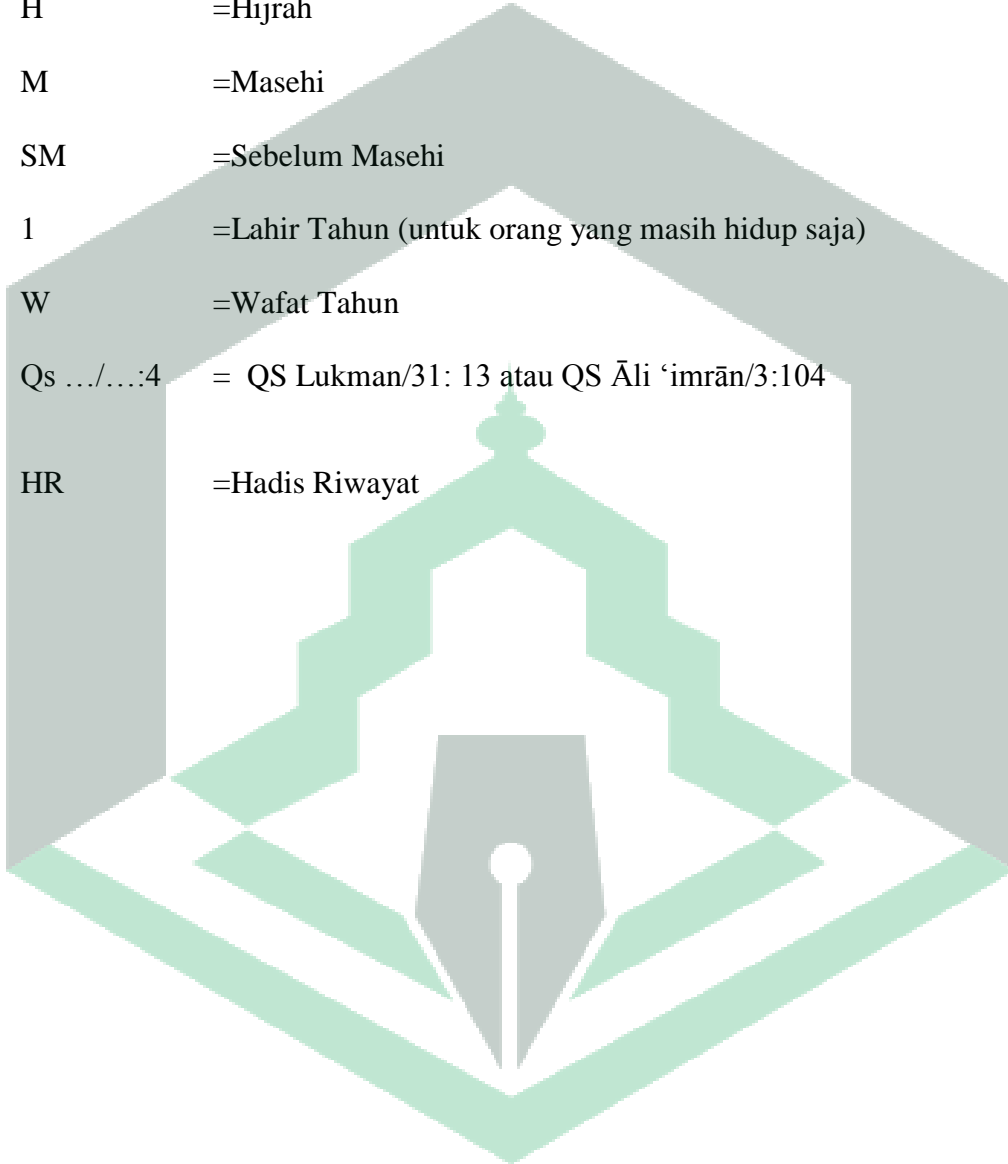 H =Hijrah
M =Masehi
SM =Sebelum Masehi
1 =Lahir Tahun (untuk orang yang masih hidup saja)
W =Wafat Tahun
Qs …/…:4 = QS Lukman/31: 13 atau QS Āli ‘imrān/3:104
HR =Hadis Riwayat